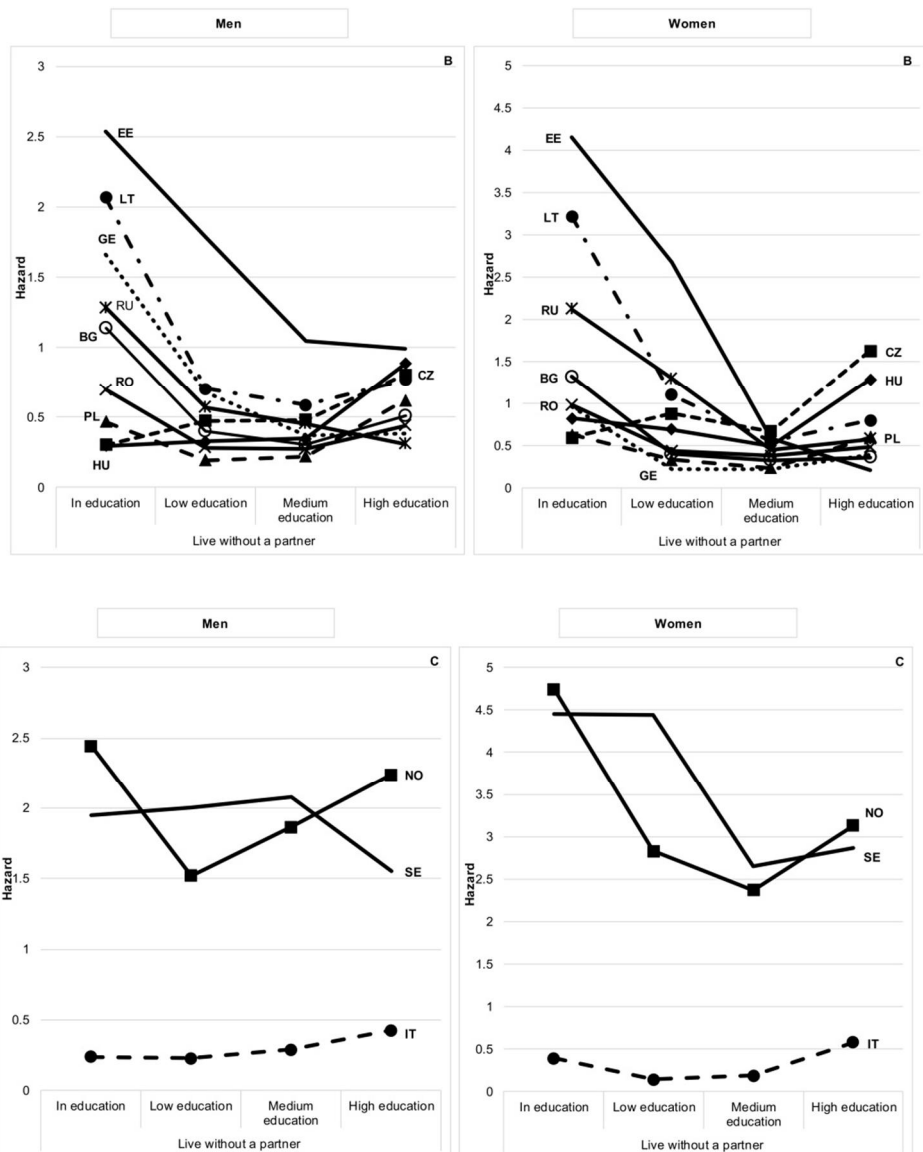 Men
B
3
2.5
2
1.5
1
0.5
0
Hazard
EE
LT
GE
RU
BG
RO
PL
HU
CZ
In education
Low education
Medium education
High education
Live without a partner
Women
B
5
4.5
4
3.5
3
2.5
2
1.5
1
0.5
0
Hazard
EE
LT
RU
BG
RO
GE
CZ
HU
PL
In education
Low education
Medium education
High education
Live without a partner
Men
C
3
2.5
2
1.5
1
0.5
0
Hazard
NO
SE
IT
In education
Low education
Medium education
High education
Live without a partner
Women
C
5
4.5
4
3.5
3
2.5
2
1.5
1
0.5
0
Hazard
NO
SE
IT
In education
Low education
Medium education
High education
Live without a partner